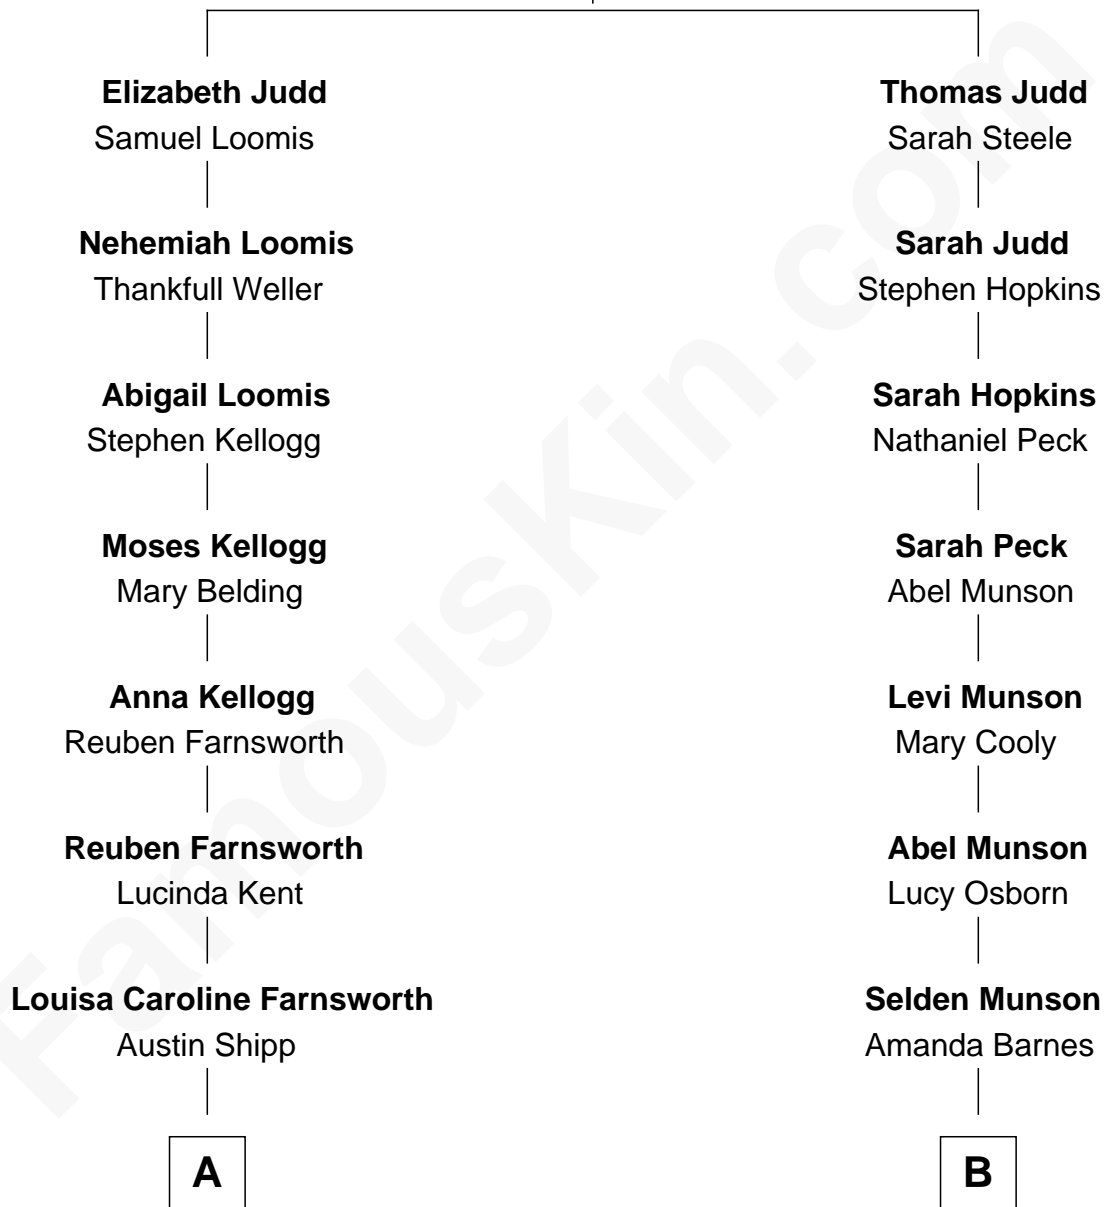 Elizabeth Judd
Samuel Loomis
Nehemiah Loomis
Thankfull Weller
Abigail Loomis
Stephen Kellogg
Moses Kellogg
Mary Belding
Anna Kellogg
Reuben Farnsworth
Reuben Farnsworth
Lucinda Kent
Louisa Caroline Farnsworth
Austin Shipp
A
Thomas Judd
Sarah Steele
Sarah Judd
Stephen Hopkins
Sarah Hopkins
Nathaniel Peck
Sarah Peck
Abel Munson
Levi Munson
Mary Cooly
Abel Munson
Lucy Osborn
Selden Munson
Amanda Barnes
B
FamousKin.com